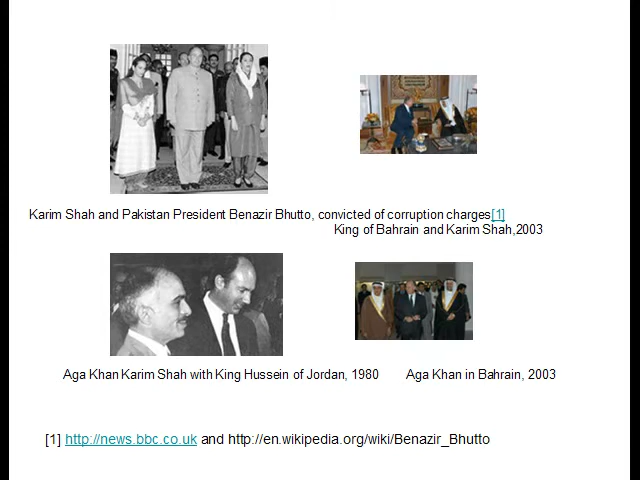 Karim Shah and Pakistan President Benazir Bhutto, convicted of corruption charges[1]
King of Bahrain and Karim Shah,2003
Aga Khan Karim Shah with King Hussein of Jordan, 1980
Aga Khan in Bahrain, 2003
[1] http://news.bbc.co.uk and http://en.wikipedia.org/wiki/Benazir_Bhutto